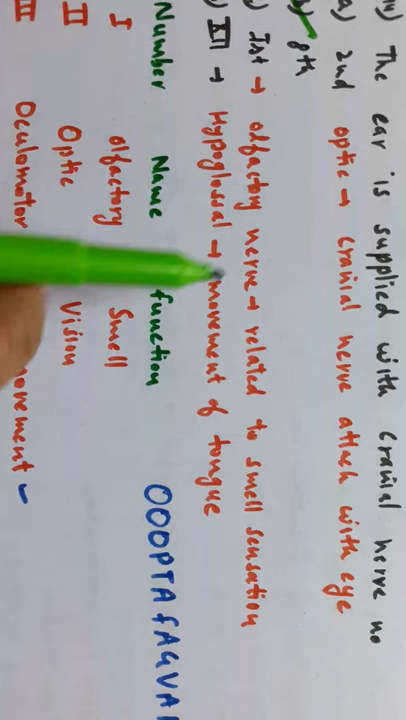 iv) The ear is supplied with cranial nerve no
a) 2nd optic → Cranial nerve attach with eye
b) 8th
) Ist → olfactory nerve → related to smell sensation
) XII → Hypoglossal → movement of tongue
Number Name function
I olfactory Smell
II Optic Vision
III Oculomotor
OOOPTAfAGVA